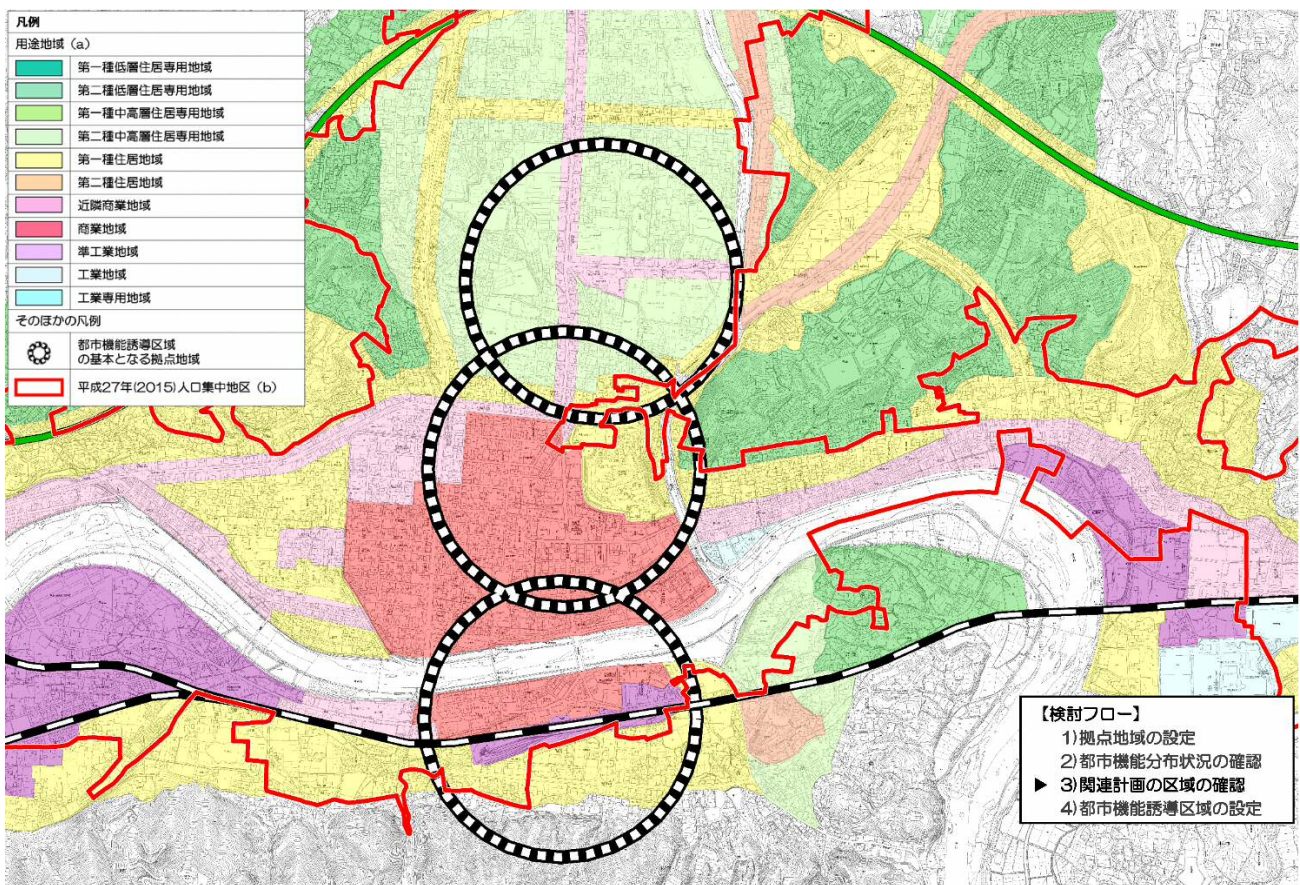 凡例
用途地域（a）
第一種低層住居専用地域
第二種低層住居専用地域
第一種中高層住居専用地域
第二種中高層住居専用地域
第一種住居地域
第二種住居地域
近隣商業地域
商業地域
準工業地域
工業地域
工業専用地域
そのほかの凡例
都市機能誘導区域
の基本となる拠点地域
平成27年(2015)人口集中地区（b）
【検討フロー】
1)拠点地域の設定
2)都市機能分布状況の確認
▶ 3)関連計画の区域の確認
4)都市機能誘導区域の設定